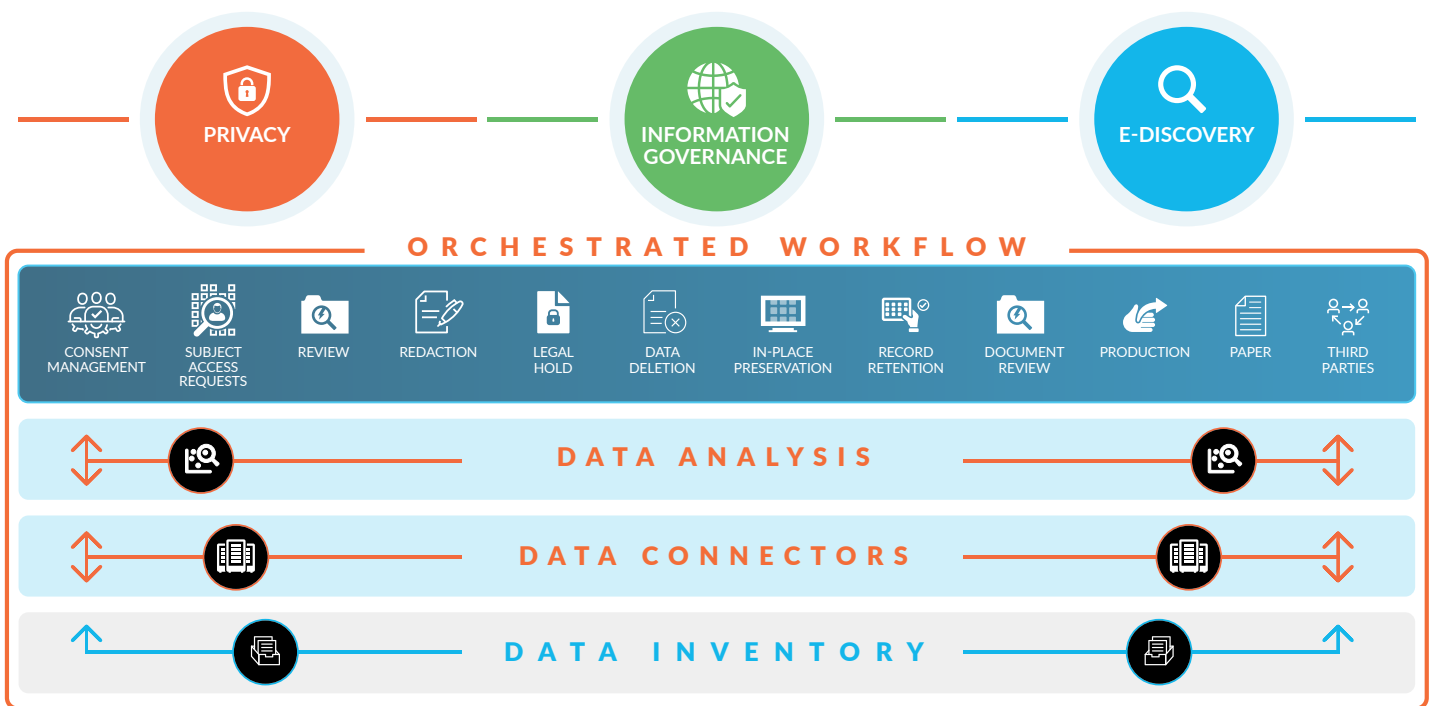 PRIVACY
INFORMATION
GOVERNANCE
E-DISCOVERY
ORCHESTRATED WORKFLOW
CONSENT
MANAGEMENT
SUBJECT
ACCESS
REQUESTS
REVIEW
REDACTION
LEGAL
HOLD
DATA
DELETION
IN-PLACE
PRESERVATION
RECORD
RETENTION
DOCUMENT
REVIEW
PRODUCTION
PAPER
THIRD
PARTIES
DATA ANALYSIS
DATA CONNECTORS
DATA INVENTORY